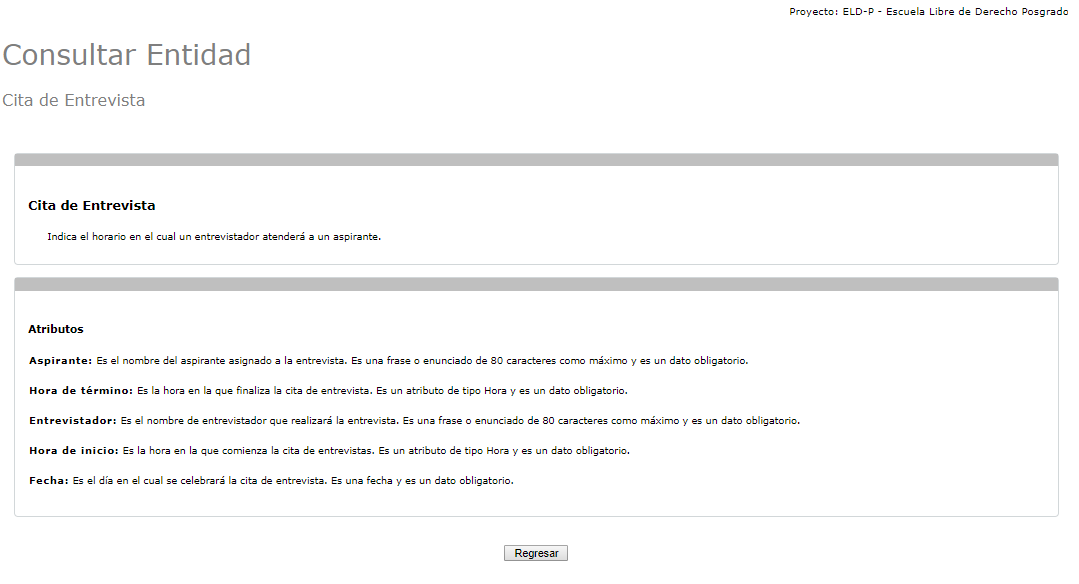 Proyecto: ELD-P - Escuela Libre de Derecho Posgrado
Consultar Entidad
Cita de Entrevista
Cita de Entrevista
Indica el horario en el cual un entrevistador atenderá a un aspirante.
Atributos
Aspirante: Es el nombre del aspirante asignado a la entrevista. Es una frase o enunciado de 80 caracteres como máximo y es un dato obligatorio.
Hora de término: Es la hora en la que finaliza la cita de entrevista. Es un atributo de tipo Hora y es un dato obligatorio.
Entrevistador: Es el nombre de entrevistador que realizará la entrevista. Es una frase o enunciado de 80 caracteres como máximo y es un dato obligatorio.
Hora de inicio: Es la hora en la que comienza la cita de entrevistas. Es un atributo de tipo Hora y es un dato obligatorio.
Fecha: Es el día en el cual se celebrará la cita de entrevista. Es una fecha y es un dato obligatorio.
Regresar